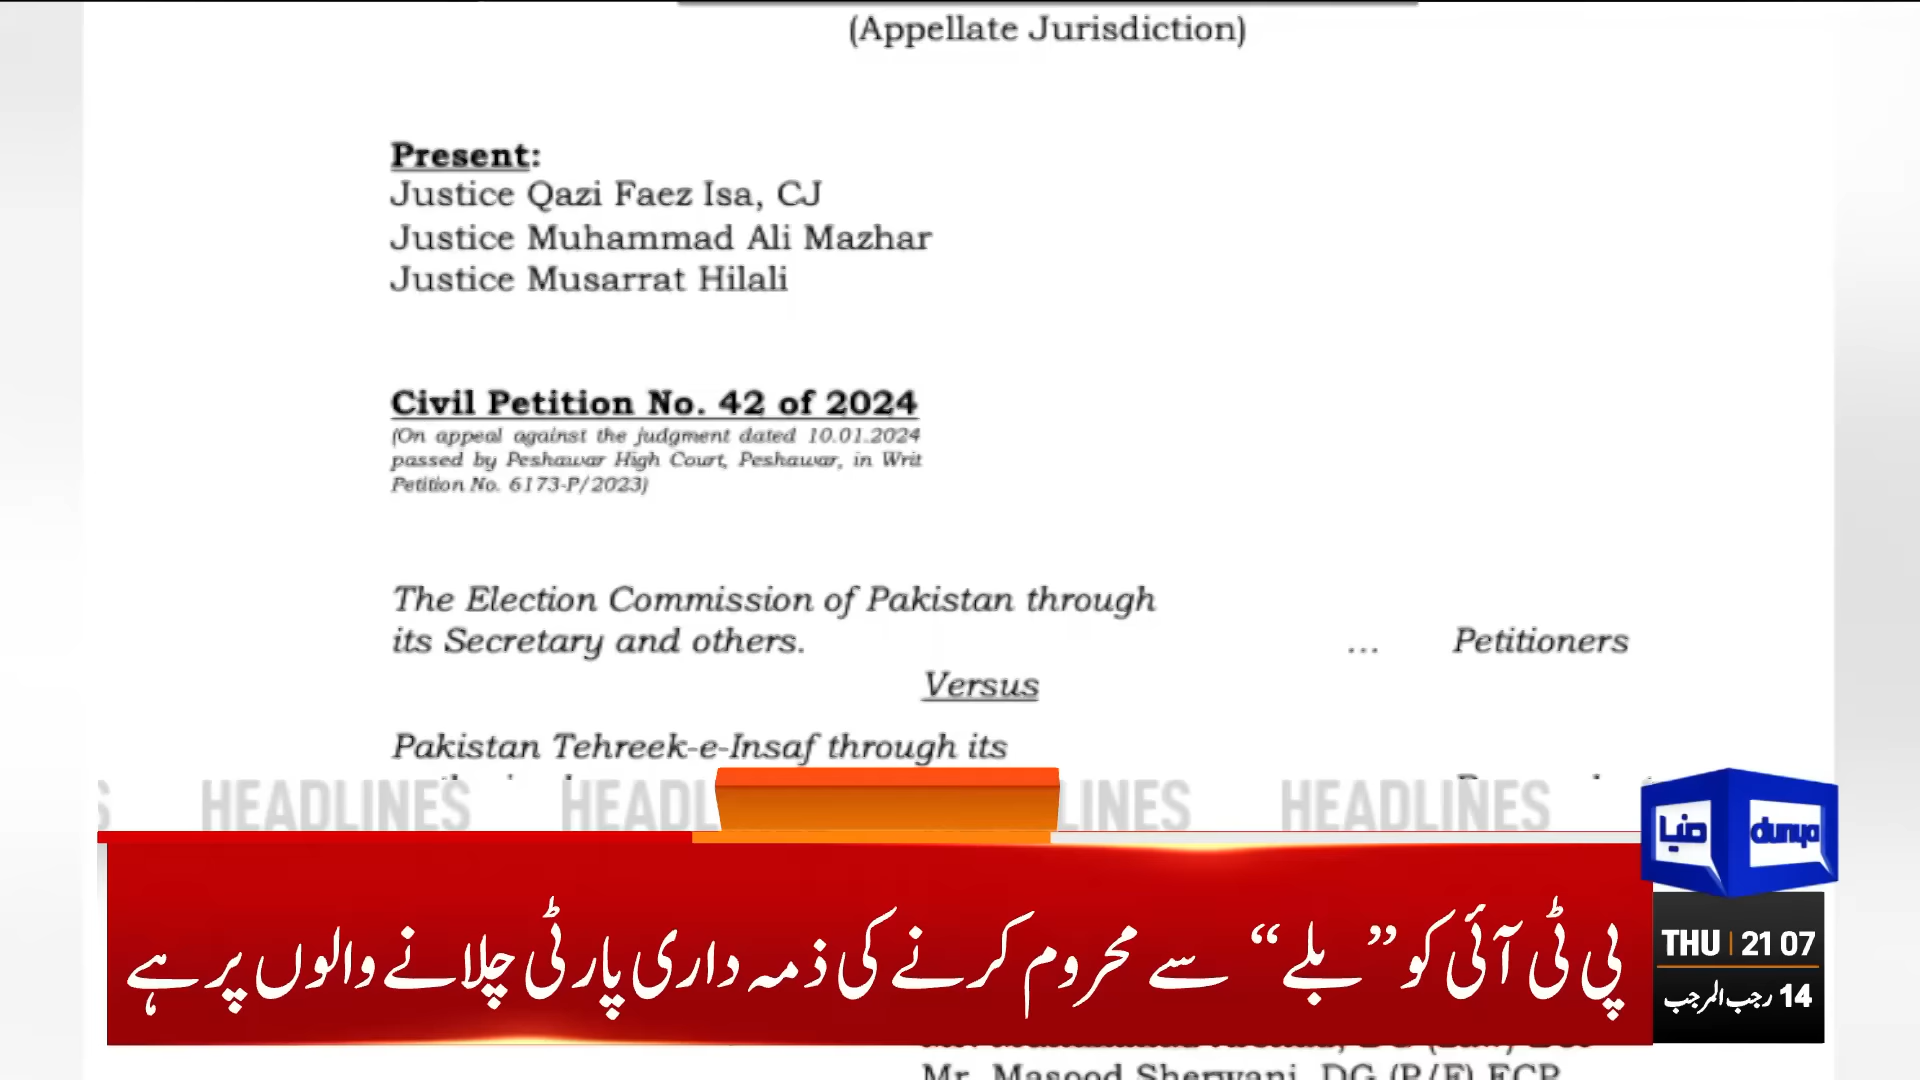 (Appellate Jurisdiction)
Present:
Justice Qazi Faez Isa, CJ
Justice Muhammad Ali Mazhar
Justice Musarrat Hilali
Civil Petition No. 42 of 2024
(On appeal against the judgment dated 10.01.2024
passed by Peshawar High Court, Peshawar, in Writ
Petition No. 6173-P/2023)
The Election Commission of Pakistan through
its Secretary and others. ... Petitioners
Versus
Pakistan Tehreek-e-Insaf through its
HEADLINES HEADLINES HEADLINES
دنیا dunya
پی ٹی آئی کو ”بلے“ سے محروم کرنے کی ذمہ داری پارٹی چلانے والوں پر ہے
THU | 21 07
14 رجب المرجب
Mr. Masood Sherwani, DG (P/F) ECP